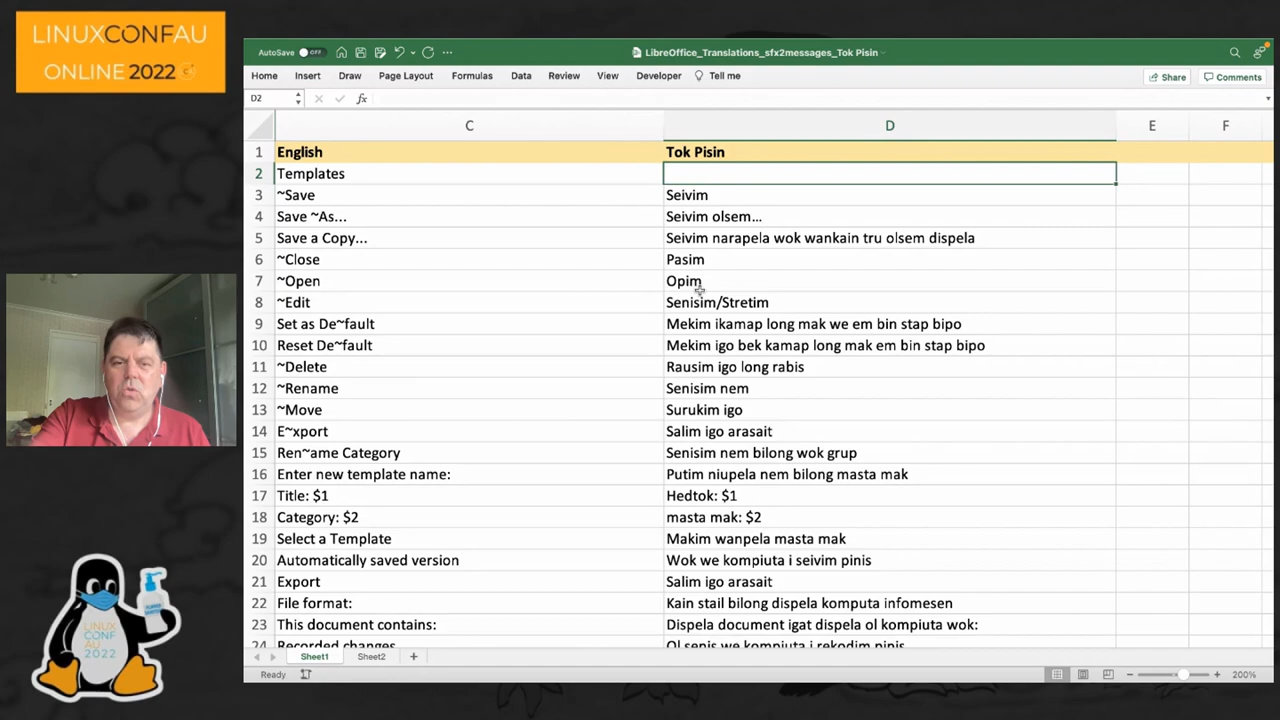 LINUXCONFAU
ONLINE 2022
AutoSave OFF
LibreOffice_Translations_sfx2messages_Tok Pisin
Home Insert Draw Page Layout Formulas Data Review View Developer Tell me
Share Comments
D2 fx
C D E F
1 English Tok Pisin
2 Templates
3 ~Save Seivim
4 Save ~As... Seivim olsem...
5 Save a Copy... Seivim narapela wok wankain tru olsem dispela
6 ~Close Pasim
7 ~Open Opim
8 ~Edit Senisim/Stretim
9 Set as De~fault Mekim ikamap long mak we em bin stap bipo
10 Reset De~fault Mekim igo bek kamap long mak em bin stap bipo
11 ~Delete Rausim igo long rabis
12 ~Rename Senisim nem
13 ~Move Surukim igo
14 E~xport Salim igo arasait
15 Ren~ame Category Senisim nem bilong wok grup
16 Enter new template name: Putim niupela nem bilong masta mak
17 Title: $1 Hedtok: $1
18 Category: $2 masta mak: $2
19 Select a Template Makim wanpela masta mak
20 Automatically saved version Wok we kompiuta i seivim pinis
21 Export Salim igo arasait
22 File format: Kain stail bilong dispela komputa infomesen
23 This document contains: Dispela document igat dispela ol kompiuta wok:
24 Recorded changes Ol senis we kompiuta i rekodim pinis
Sheet1 Sheet2
Ready 200%
LINUX
CONF
AU
2022